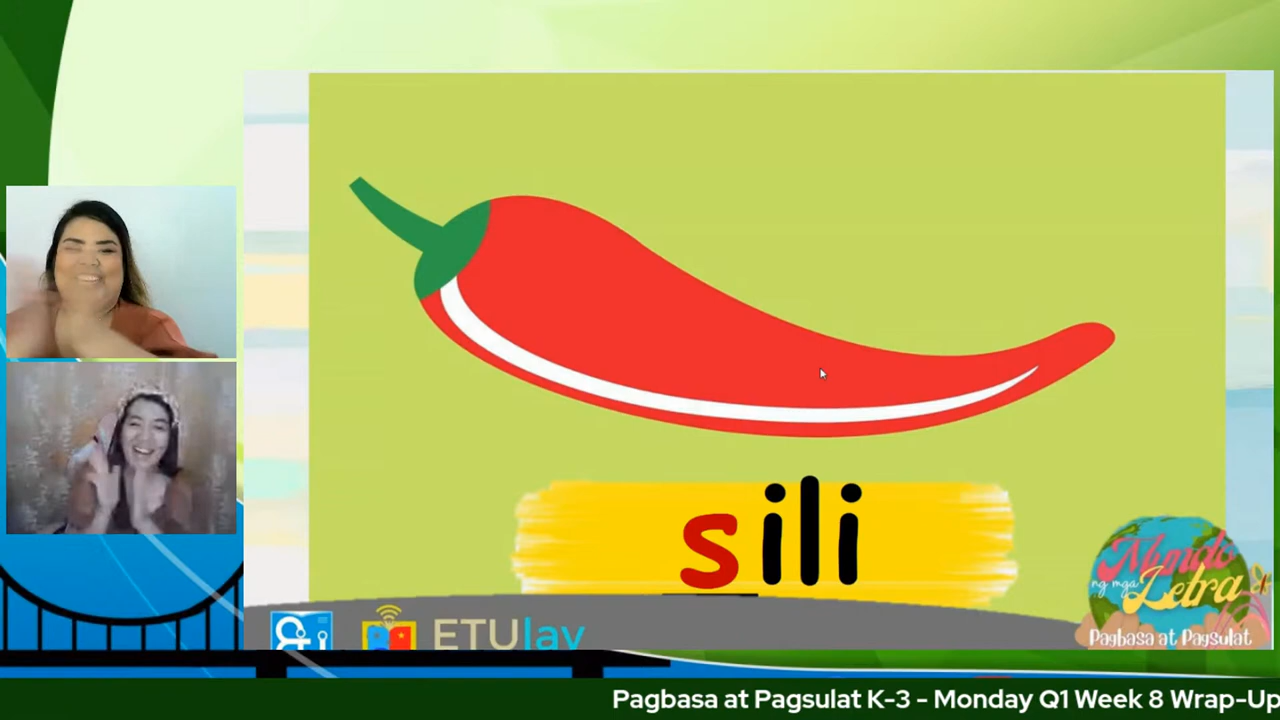 sili
Mundo
ng mga
Letra
Pagbasa at Pagsulat
ETUlay
Pagbasa at Pagsulat K-3 - Monday Q1 Week 8 Wrap-Up